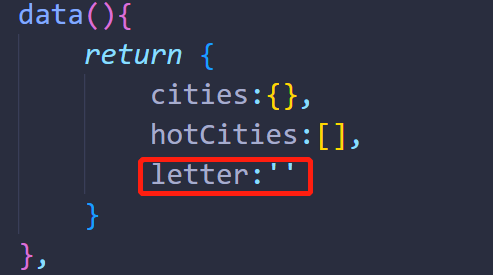 data(){
return {
cities:{},
hotCities:[],
letter:''
}
},